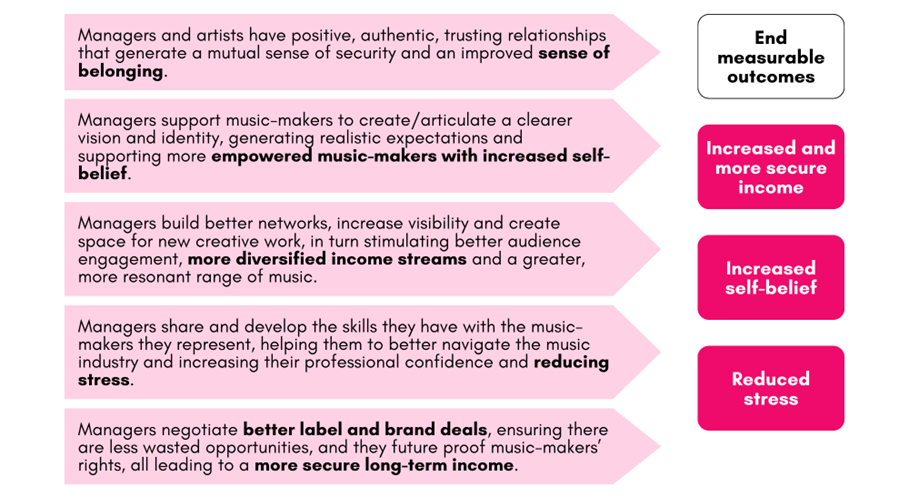 Managers and artists have positive, authentic, trusting relationships
that generate a mutual sense of security and an improved sense of
belonging.
Managers support music-makers to create/articulate a clearer
vision and identity, generating realistic expectations and
supporting more empowered music-makers with increased self-
belief.
Managers build better networks, increase visibility and create
space for new creative work, in turn stimulating better audience
engagement, more diversified income streams and a greater,
more resonant range of music.
Managers share and develop the skills they have with the music-
makers they represent, helping them to better navigate the music
industry and increasing their professional confidence and reducing
stress.
Managers negotiate better label and brand deals, ensuring there
are less wasted opportunities, and they future proof music-makers’
rights, all leading to a more secure long-term income.
End
measurable
outcomes
Increased and
more secure
income
Increased
self-belief
Reduced
stress